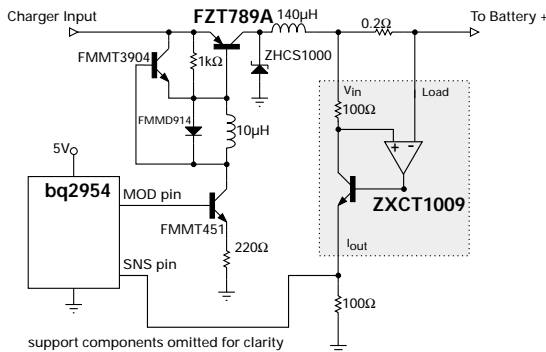 Charger Input
FZT789A
140µH
0.2Ω
To Battery +
FMMT3904
1kΩ
ZHCS1000
FMMD914
10µH
Vin
Load
100Ω
+
-
5V
bq2954
MOD pin
ZXCT1009
FMMT451
220Ω
Iout
SNS pin
100Ω
support components omitted for clarity